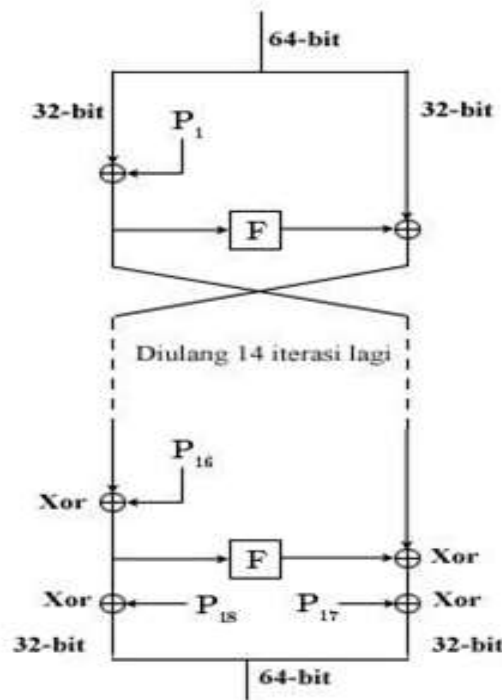 64-bit
32-bit
32-bit
P1
F
Diulang 14 iterasi lagi
P16
Xor
F
Xor
Xor
P18
P17
Xor
32-bit
32-bit
64-bit